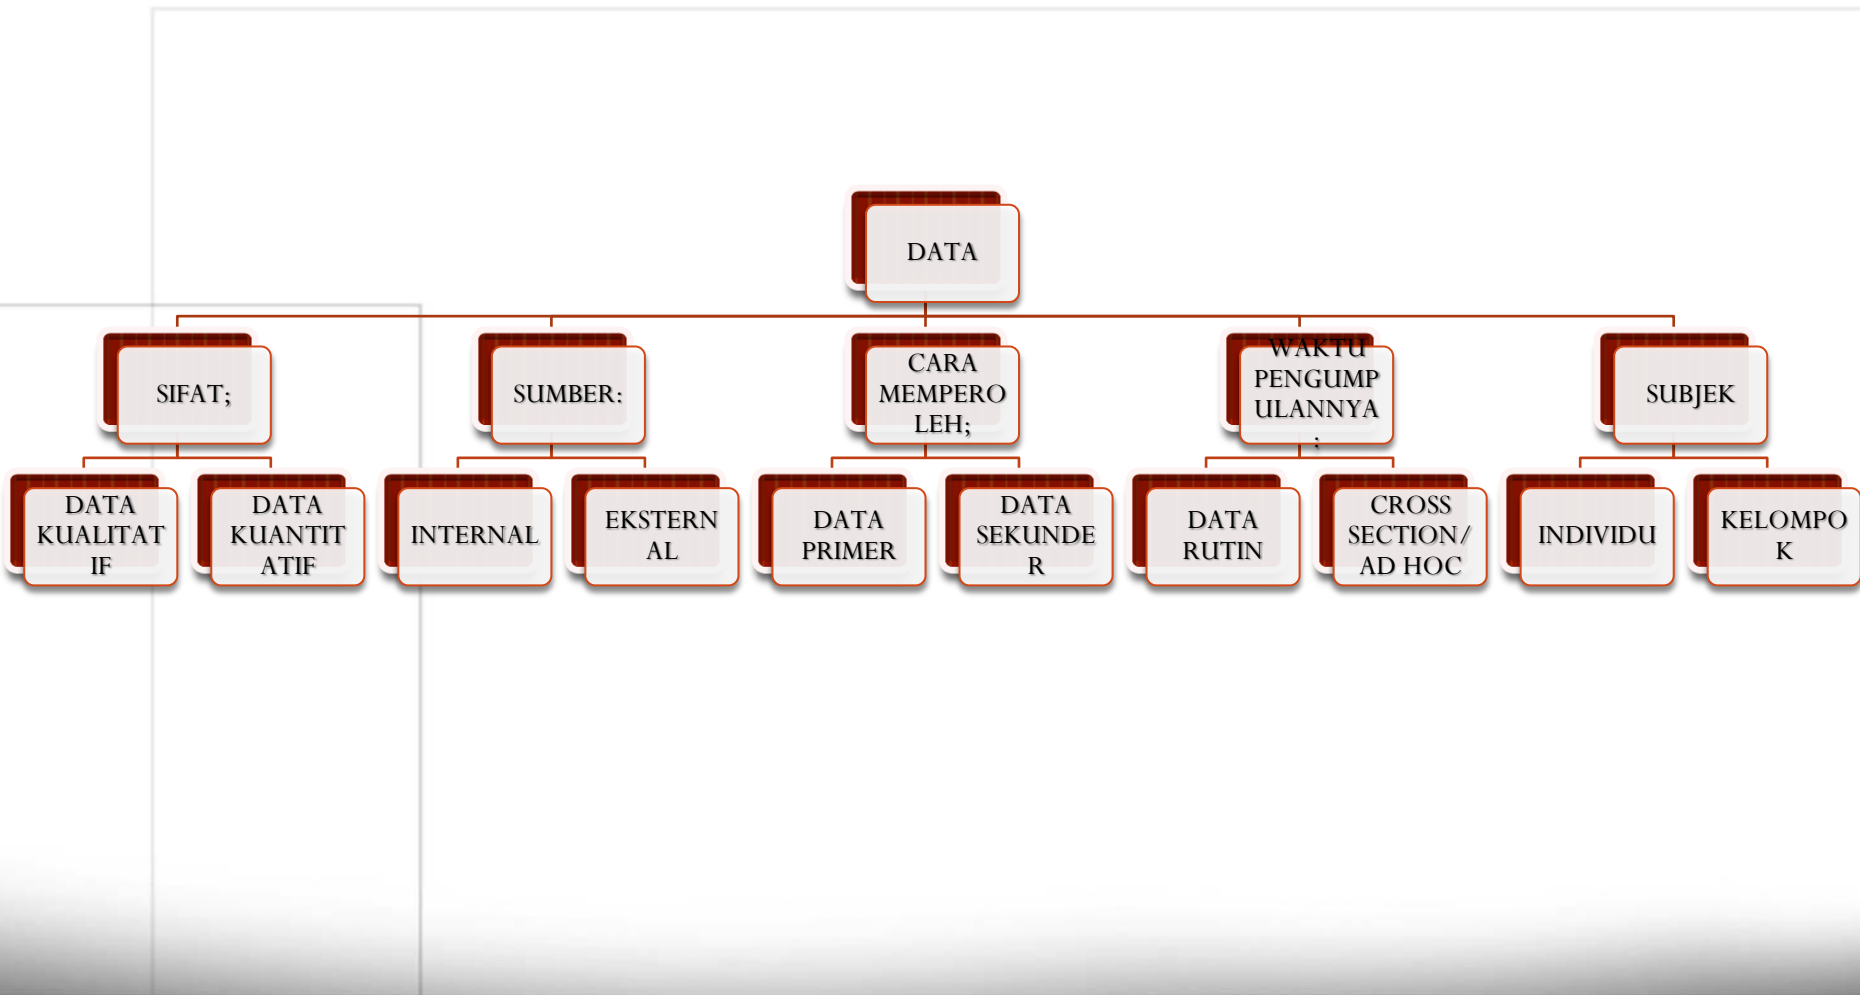 DATA
SIFAT;
SUMBER:
CARA
MEMPERO
LEH;
WAKTU
PENGUMP
ULANNYA
;
SUBJEK
DATA
KUALITAT
IF
DATA
KUANTIT
ATIF
INTERNAL
EKSTERN
AL
DATA
PRIMER
DATA
SEKUNDE
R
DATA
RUTIN
CROSS
SECTION/
AD HOC
INDIVIDU
KELOMPO
K